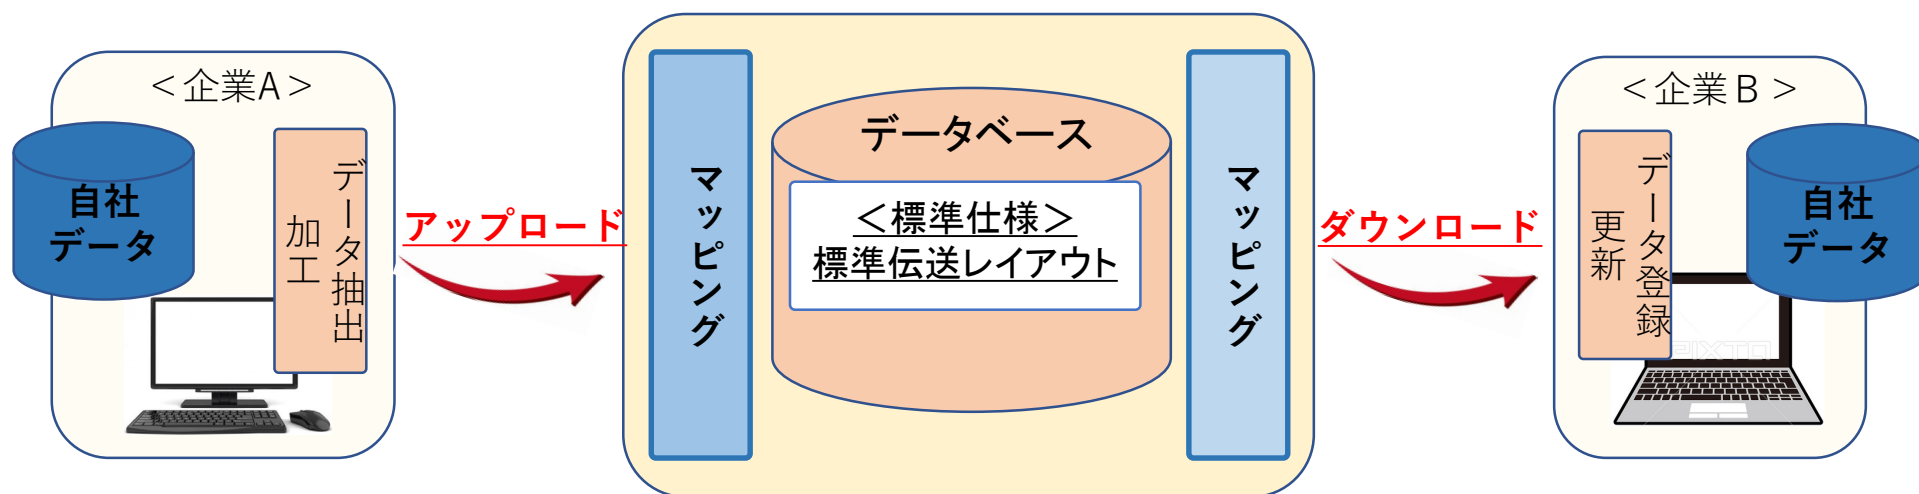 ＜企業A＞
自社
データ
データ抽出
加工
アップロード
マッピング
データベース
＜標準仕様＞
標準伝送レイアウト
マッピング
ダウンロード
＜企業Ｂ＞
データ登録
更新
自社
データ
PIXTA